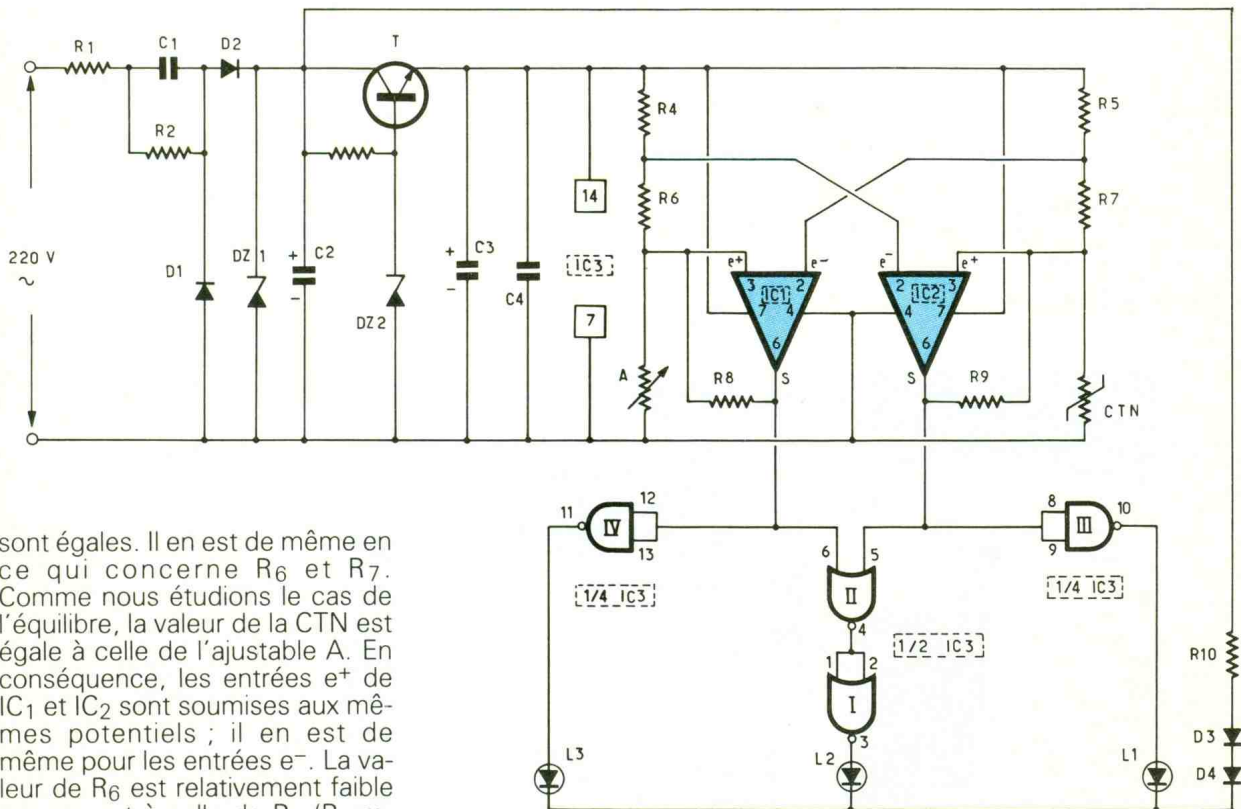 R1
C1
D2
T
R2
R4
R5
R6
R7
14
IC3
7
220 V
~
D1
DZ 1
+
C2
-
DZ2
+
C3
-
C4
e+
e-
e-
e+
3
IC1
2
2
IC2
3
7
4
4
7
6
6
A
R8
S
S
R9
CTN
11
IV
12
13
6
5
8
9
III
10
1/4 IC3
II
1/4 IC3
4
1/2 IC3
1
2
I
3
R10
D3
D4
L3
L2
L1
sont égales. Il en est de même en
ce qui concerne R6 et R7.
Comme nous étudions le cas de
l'équilibre, la valeur de la CTN est
égale à celle de l'ajustable A. En
conséquence, les entrées e+ de
IC1 et IC2 sont soumises aux mê-
mes potentiels ; il en est de
même pour les entrées e-. La va-
leur de R6 est relativement faible